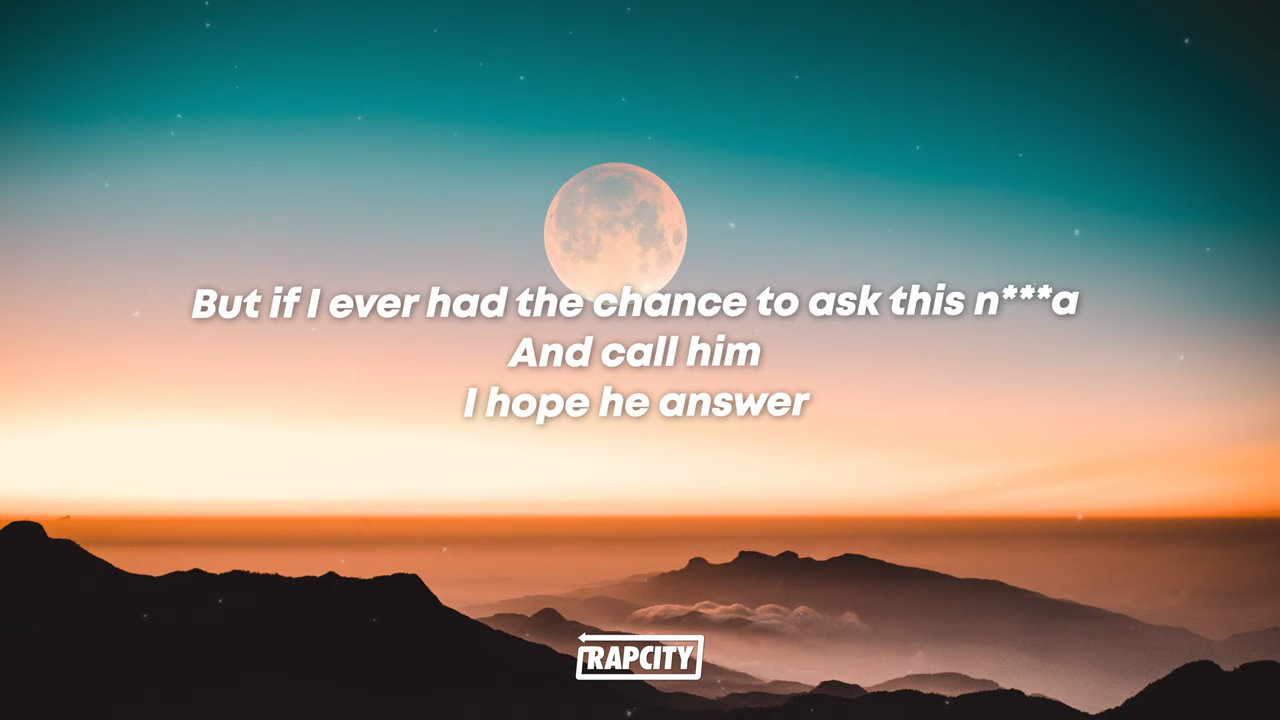 But if I ever had the chance to ask this n***a
And call him
I hope he answer
RAPCITY